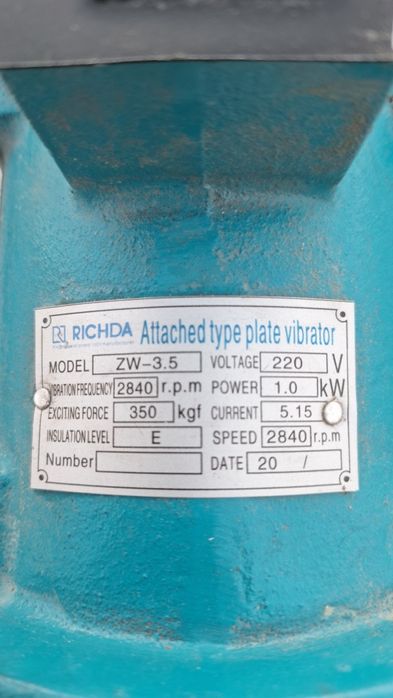 RICHDA Attached type plate vibrator
MODEL ZW-3.5 VOLTAGE 220 V
VIBRATION FREQUENCY 2840 r.p.m POWER 1.0 kW
EXCITING FORCE 350 kgf CURRENT 5.15
INSULATION LEVEL E SPEED 2840 r.p.m
Number DATE 20 /